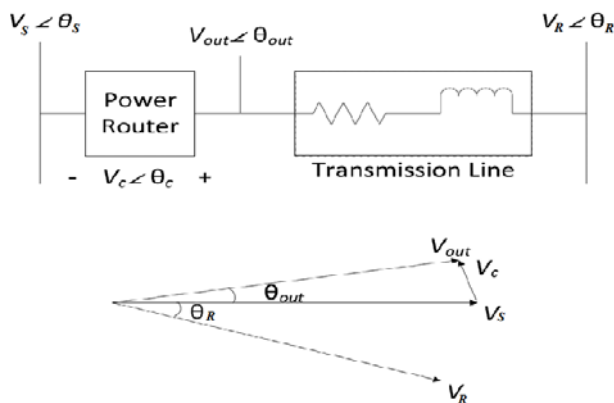 V_S ∠ θ_S
V_out ∠ θ_out
V_R ∠ θ_R
Power
Router
- V_c ∠ θ_c +
Transmission Line
V_out
V_c
θ_out
θ_R
V_S
V_R